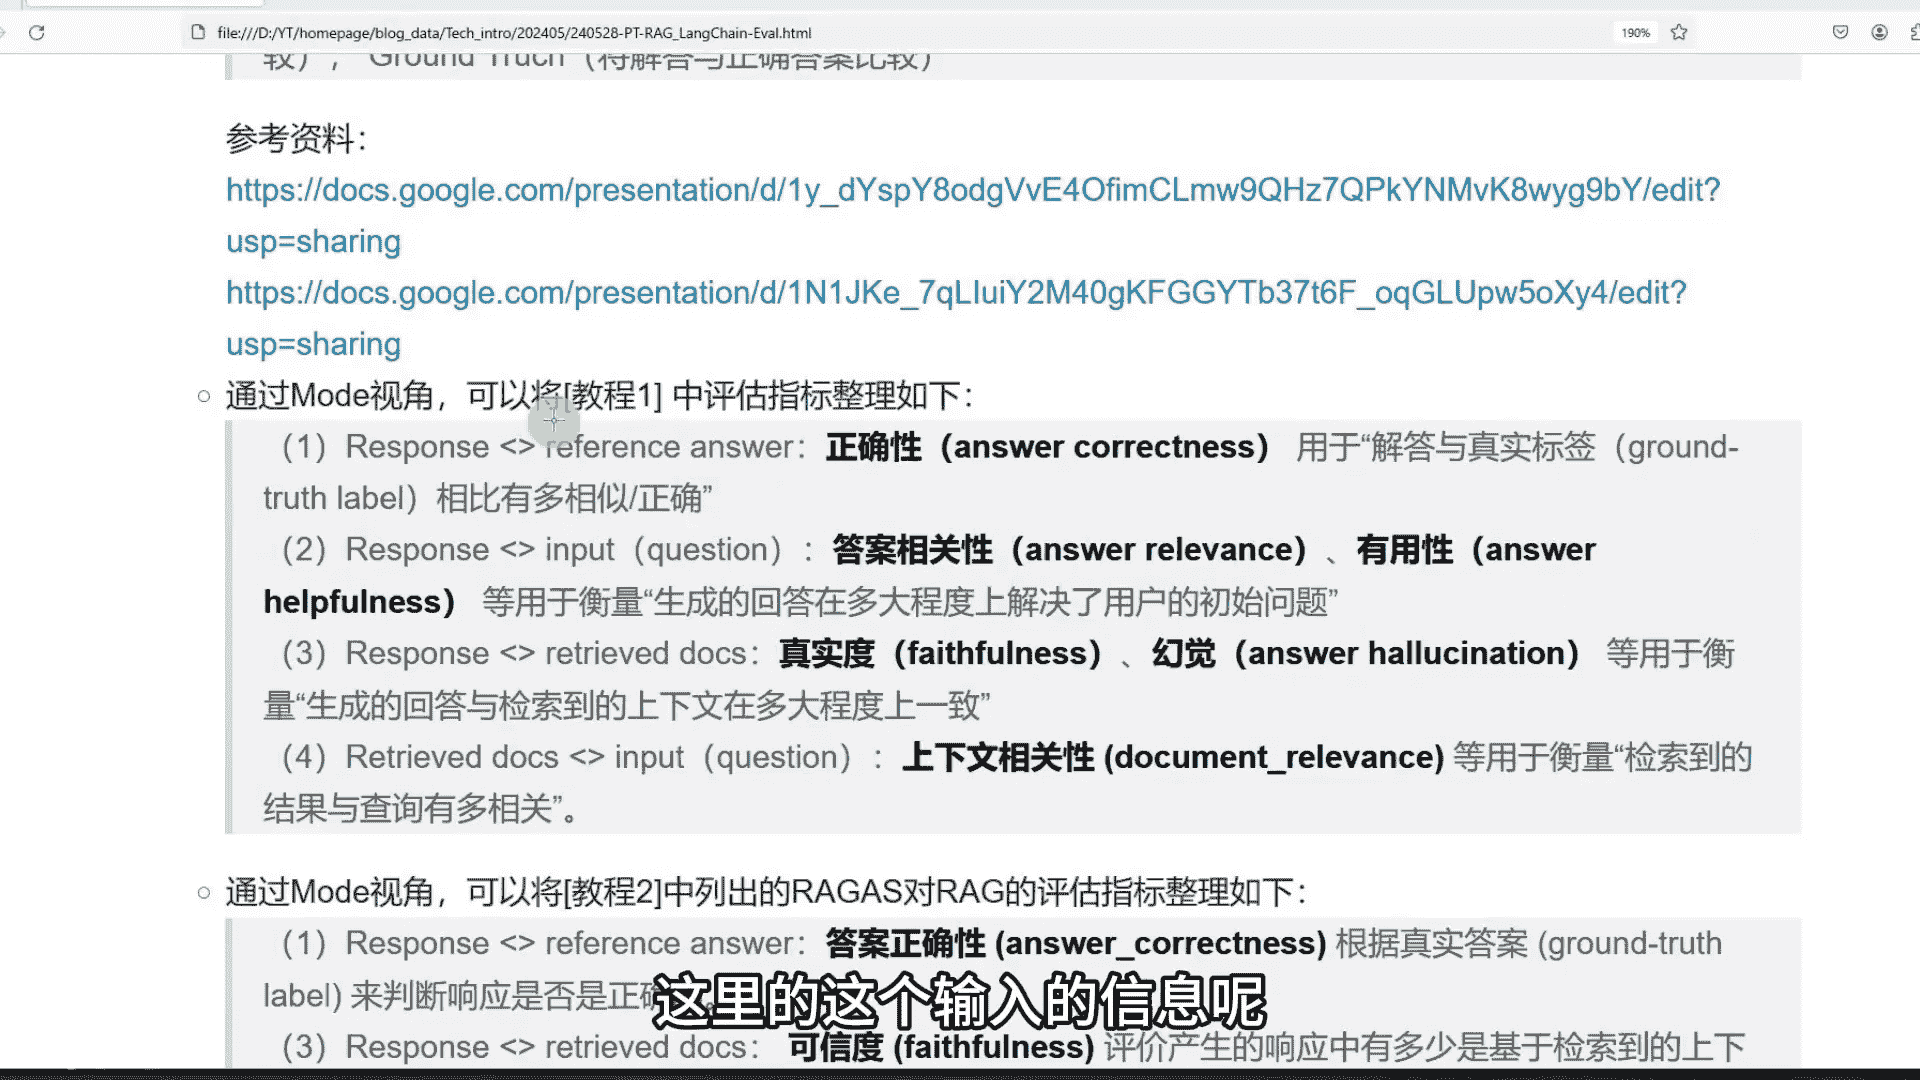 file:///D:/YT/homepage/blog_data/Tech_intro/202405/240528-PT-RAG_LangChain-Eval.html
190%
较），“Ground Truth”（将解答与正确答案比较）
参考资料：
https://docs.google.com/presentation/d/1y_dYspY8odgVvE4OfimCLmw9QHz7QPkYNMvK8wyg9bY/edit?
usp=sharing
https://docs.google.com/presentation/d/1N1JKe_7qLIuiY2M40gKFGGYTb37t6F_oqGLUpw5oXy4/edit?
usp=sharing
通过Mode视角，可以将[教程1] 中评估指标整理如下：
（1）Response <> reference answer：正确性（answer correctness） 用于“解答与真实标签（ground-
truth label）相比有多相似/正确”
（2）Response <> input（question）：答案相关性（answer relevance）、有用性（answer
helpfulness） 等用于衡量“生成的回答在多大程度上解决了用户的初始问题”
（3）Response <> retrieved docs：真实度（faithfulness）、幻觉（answer hallucination） 等用于衡
量“生成的回答与检索到的上下文在多大程度上一致”
（4）Retrieved docs <> input（question）：上下文相关性 (document_relevance) 等用于衡量“检索到的
结果与查询有多相关”。
通过Mode视角，可以将[教程2]中列出的RAGAS对RAG的评估指标整理如下：
（1）Response <> reference answer：答案正确性 (answer_correctness) 根据真实答案 (ground-truth
label) 来判断响应是否是正确
这里的这个输入的信息呢
（3）Response <> retrieved docs： 可信度 (faithfulness) 评价产生的响应中有多少是基于检索到的上下